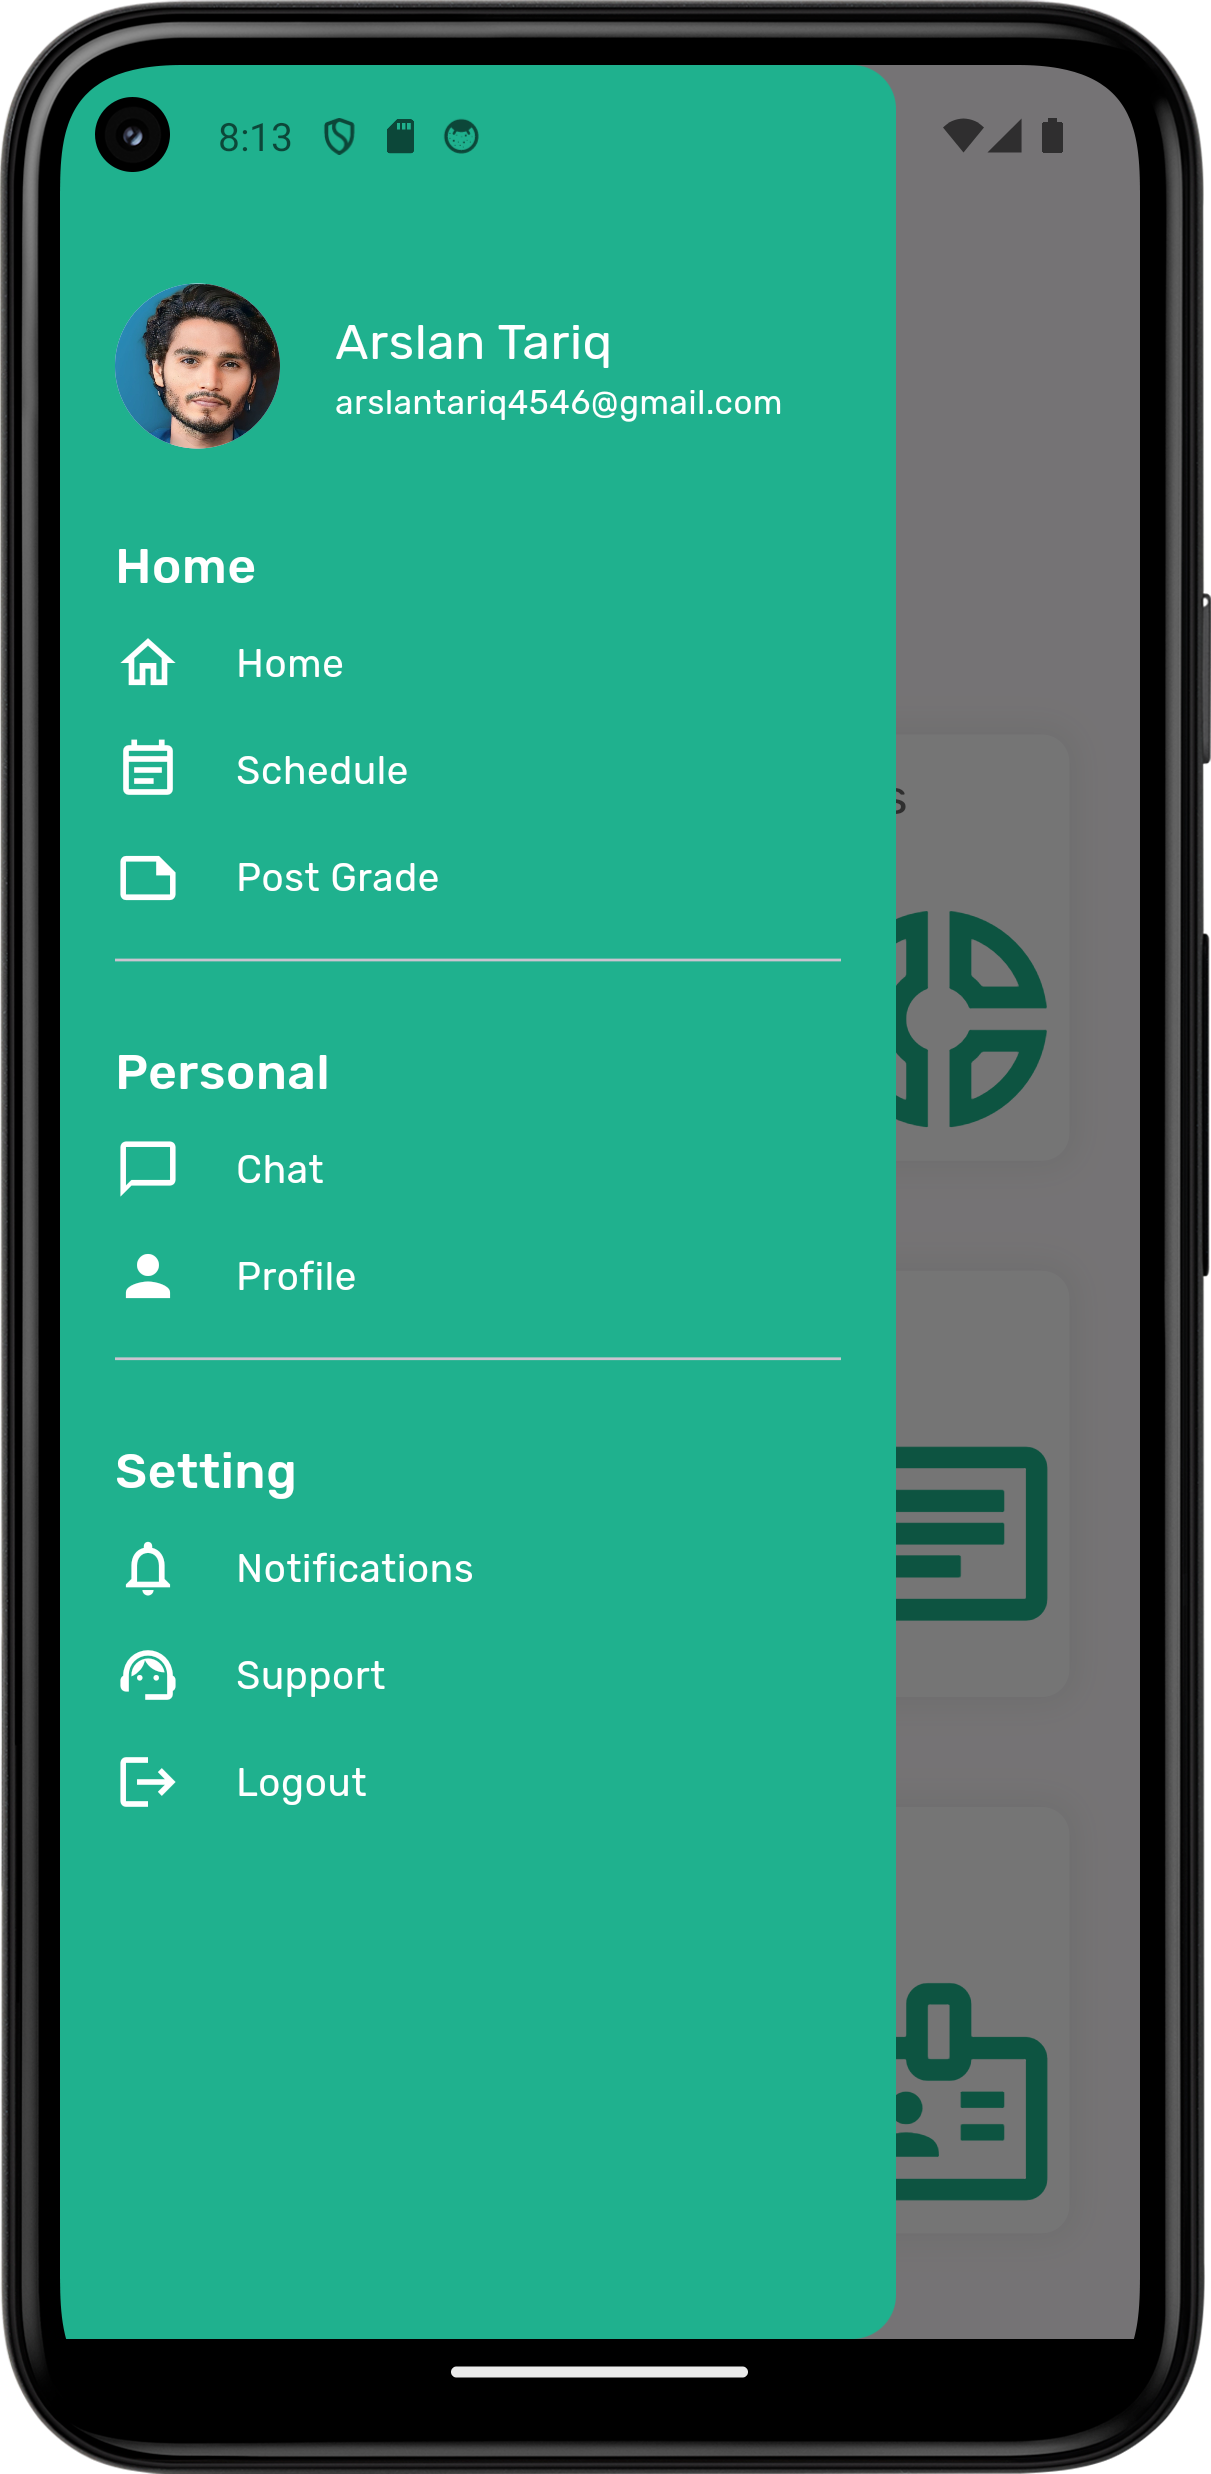 8:13
Arslan Tariq
arslantariq4546@gmail.com
Home
Home
Schedule
s
Post Grade
Personal
Chat
Profile
Setting
Notifications
Support
Logout